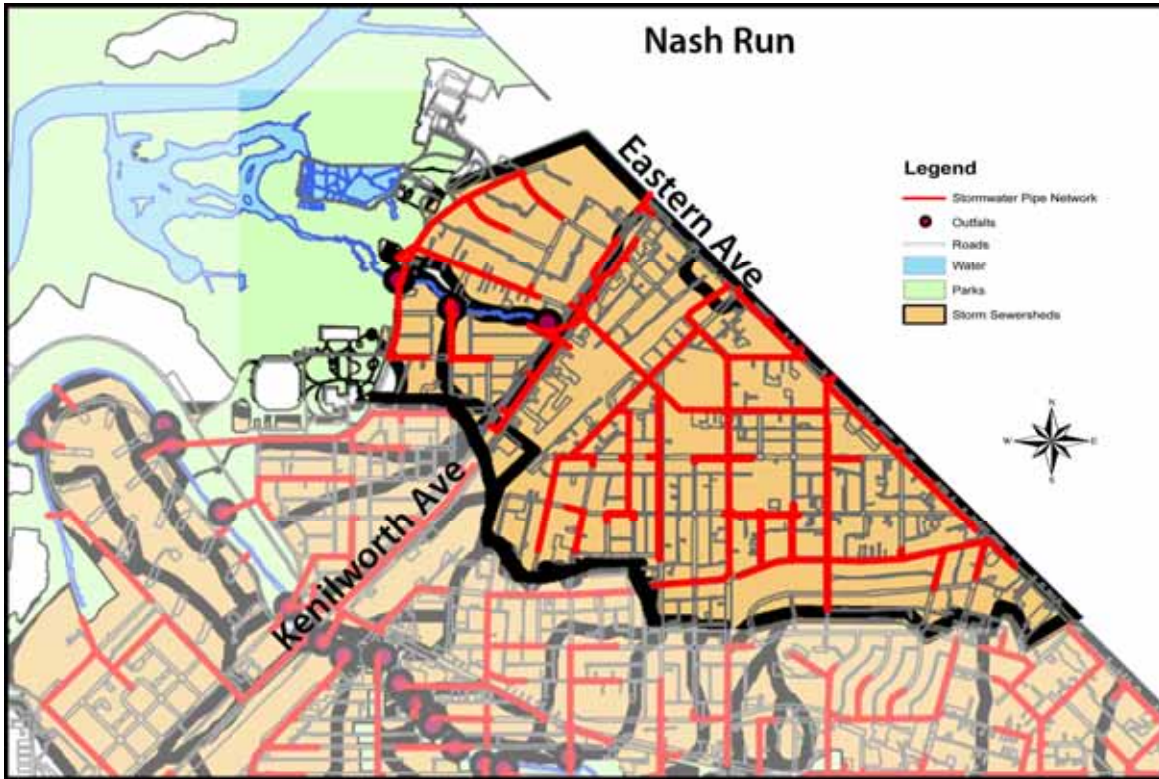 Nash Run
Eastern Ave
Legend
Stormwater Pipe Network
Outfalls
Roads
Water
Parks
Storm Sewersheds
N
W
E
S
Kenilworth Ave